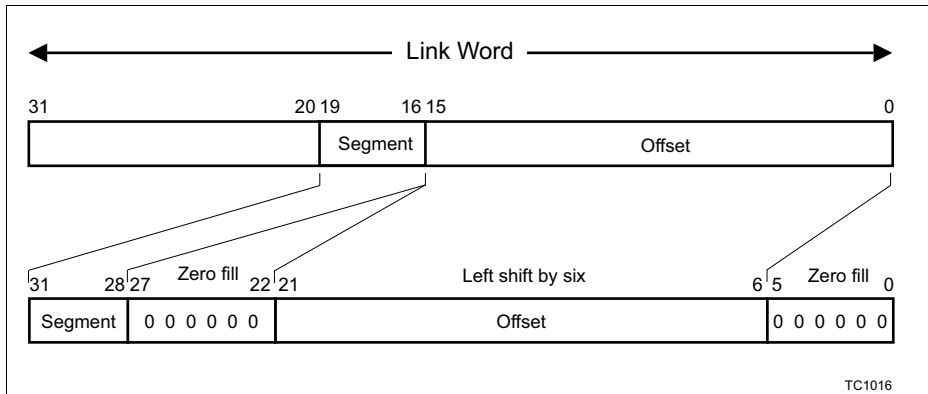 Link Word
31 20 19 16 15 0
Segment Offset
Zero fill Left shift by six Zero fill
31 28 27 22 21 6 5 0
Segment 0 0 0 0 0 0 Offset 0 0 0 0 0 0
TC1016